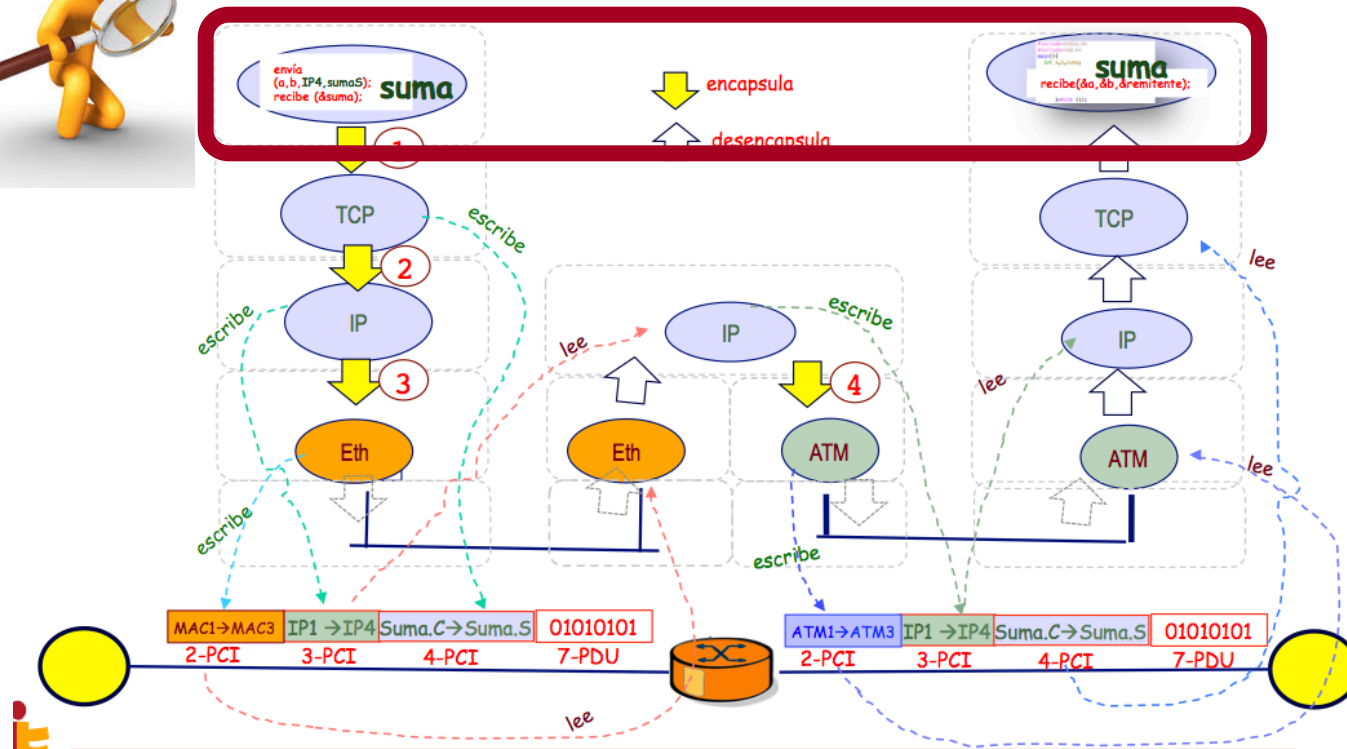 envía
(a,b,IP4,sumaS);
recibe (&suma);
suma
encapsula
desencapsula
suma
recibe(&a,&b,&remitente);
1
TCP
escribe
TCP
2
lee
IP
escribe
lee
IP
escribe
IP
3
4
lee
Eth
Eth
ATM
ATM
lee
escribe
escribe
MAC1→MAC3
IP1→IP4
Suma.C→Suma.S
01010101
2-PCI
3-PCI
4-PCI
7-PDU
ATM1→ATM3
IP1→IP4
Suma.C→Suma.S
01010101
2-PCI
3-PCI
4-PCI
7-PDU
lee